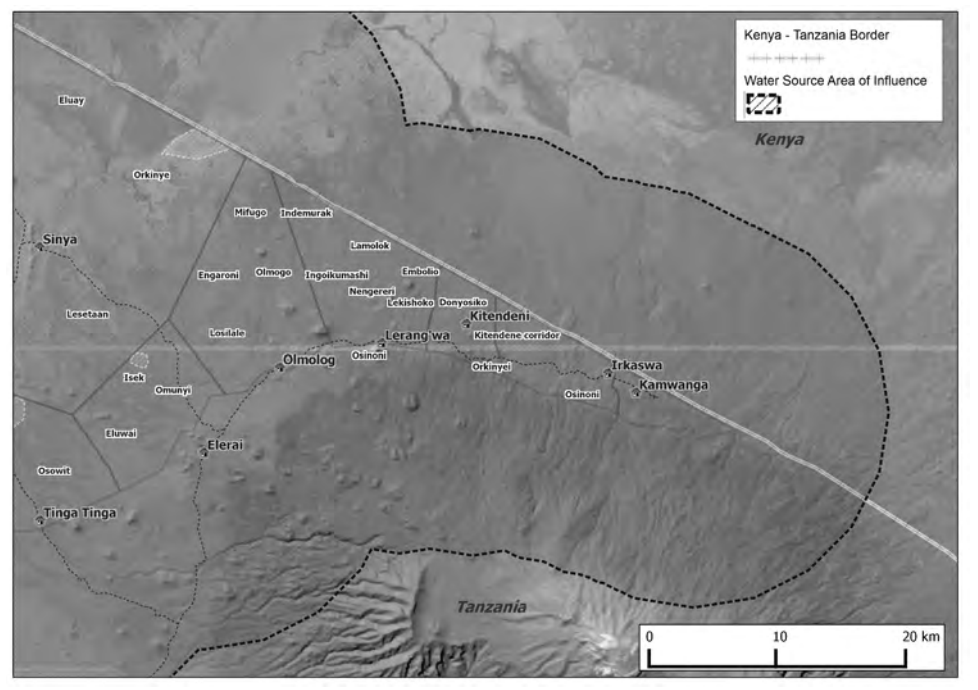 Kenya - Tanzania Border
Water Source Area of Influence
Kenya
Eluay
Orkinye
Mifugo
Indemurak
Sinya
Lamolok
Engaroni
Olmogo
Ingoikumashi
Embolio
Nengereri
Lekishoko
Donyosiko
Lesetaan
Kitendeni
Losilale
Lerang'wa
Kitendene corridor
Osinoni
Olmolog
Orkinyei
Irkaswa
Isek
Omunyi
Osinoni
Kamwanga
Eluwai
Elerai
Osowit
Tinga Tinga
Tanzania
0 10 20 km